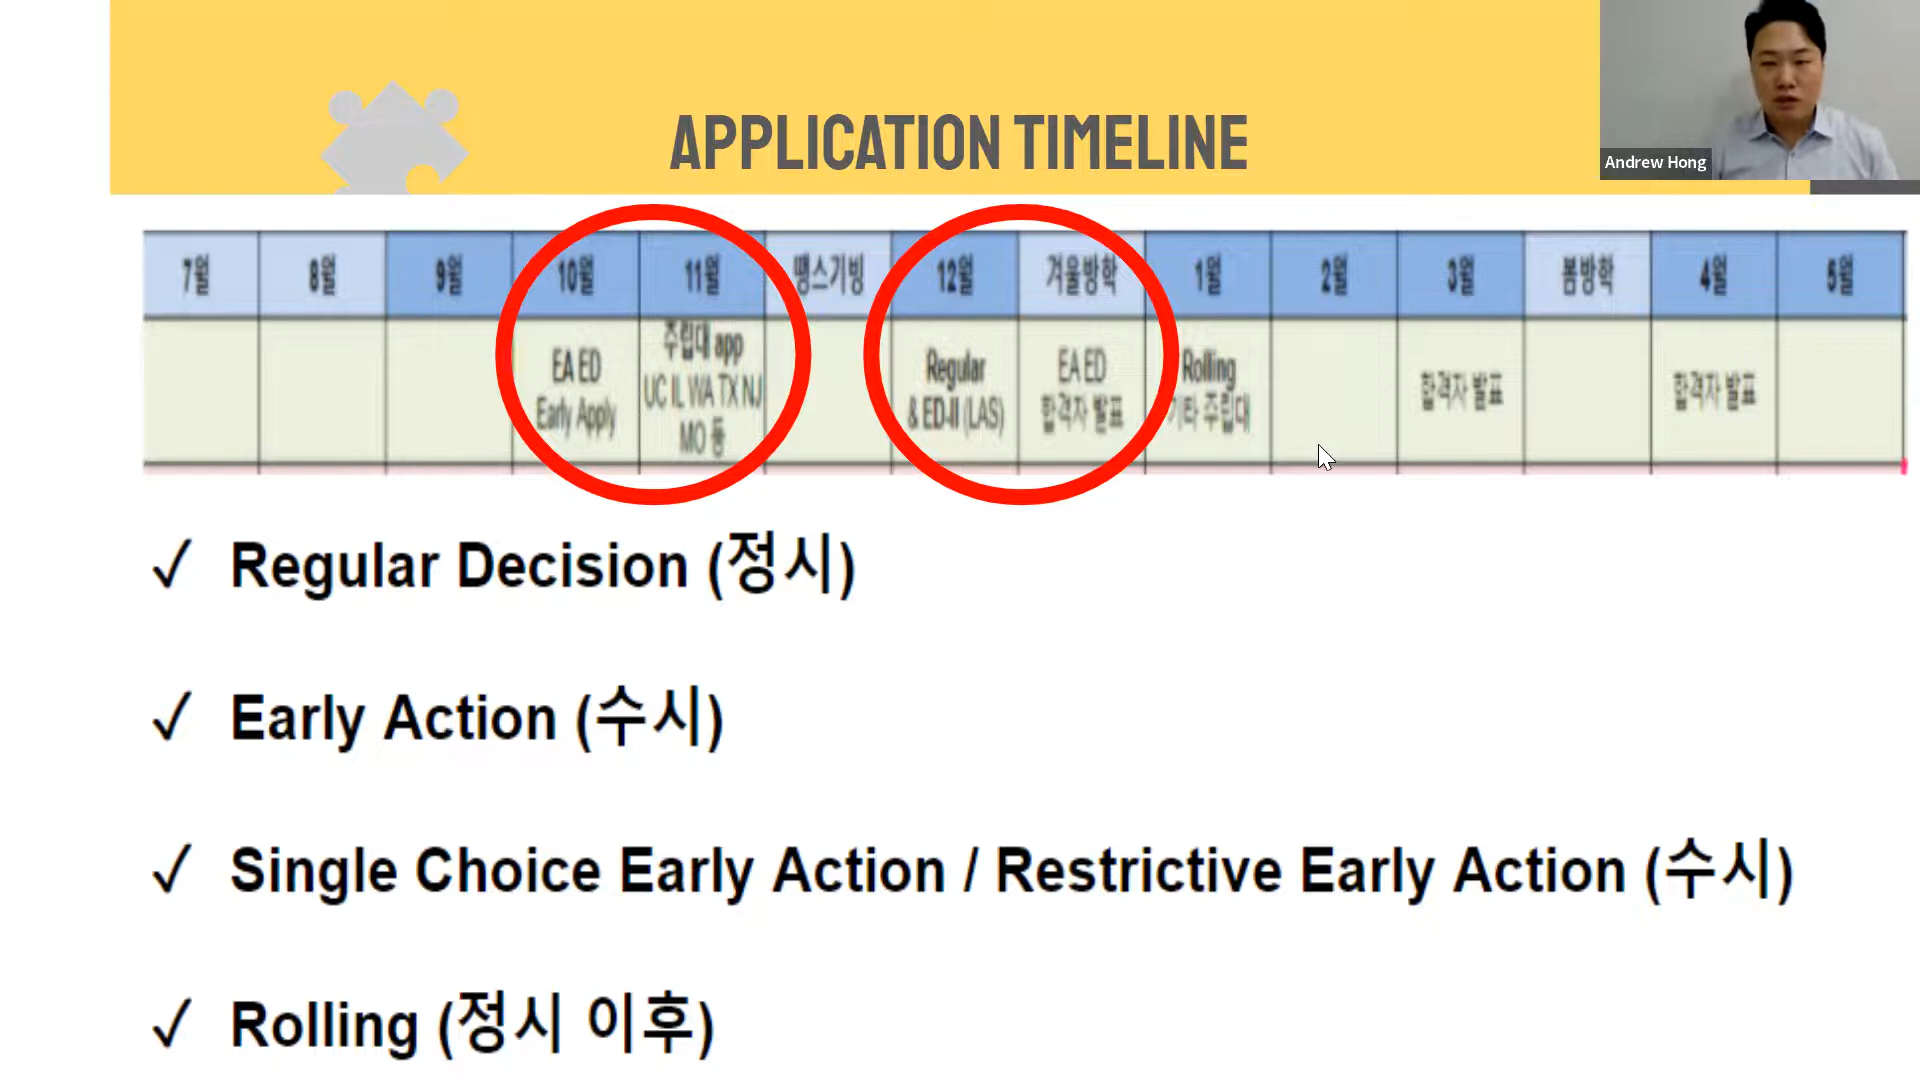 APPLICATION TIMELINE
Andrew Hong
7월 8월 9월 10월 11월 땡스기빙 12월 겨울방학 1월 2월 3월 봄방학 4월 5월
EA ED
Early Apply
주립대 app
UC IL WA TX NJ
MO 등
Regular
& ED-II (LAS)
EA ED
합격자 발표
Rolling
기타 주립대
합격자 발표
합격자 발표
✓ Regular Decision (정시)
✓ Early Action (수시)
✓ Single Choice Early Action / Restrictive Early Action (수시)
✓ Rolling (정시 이후)